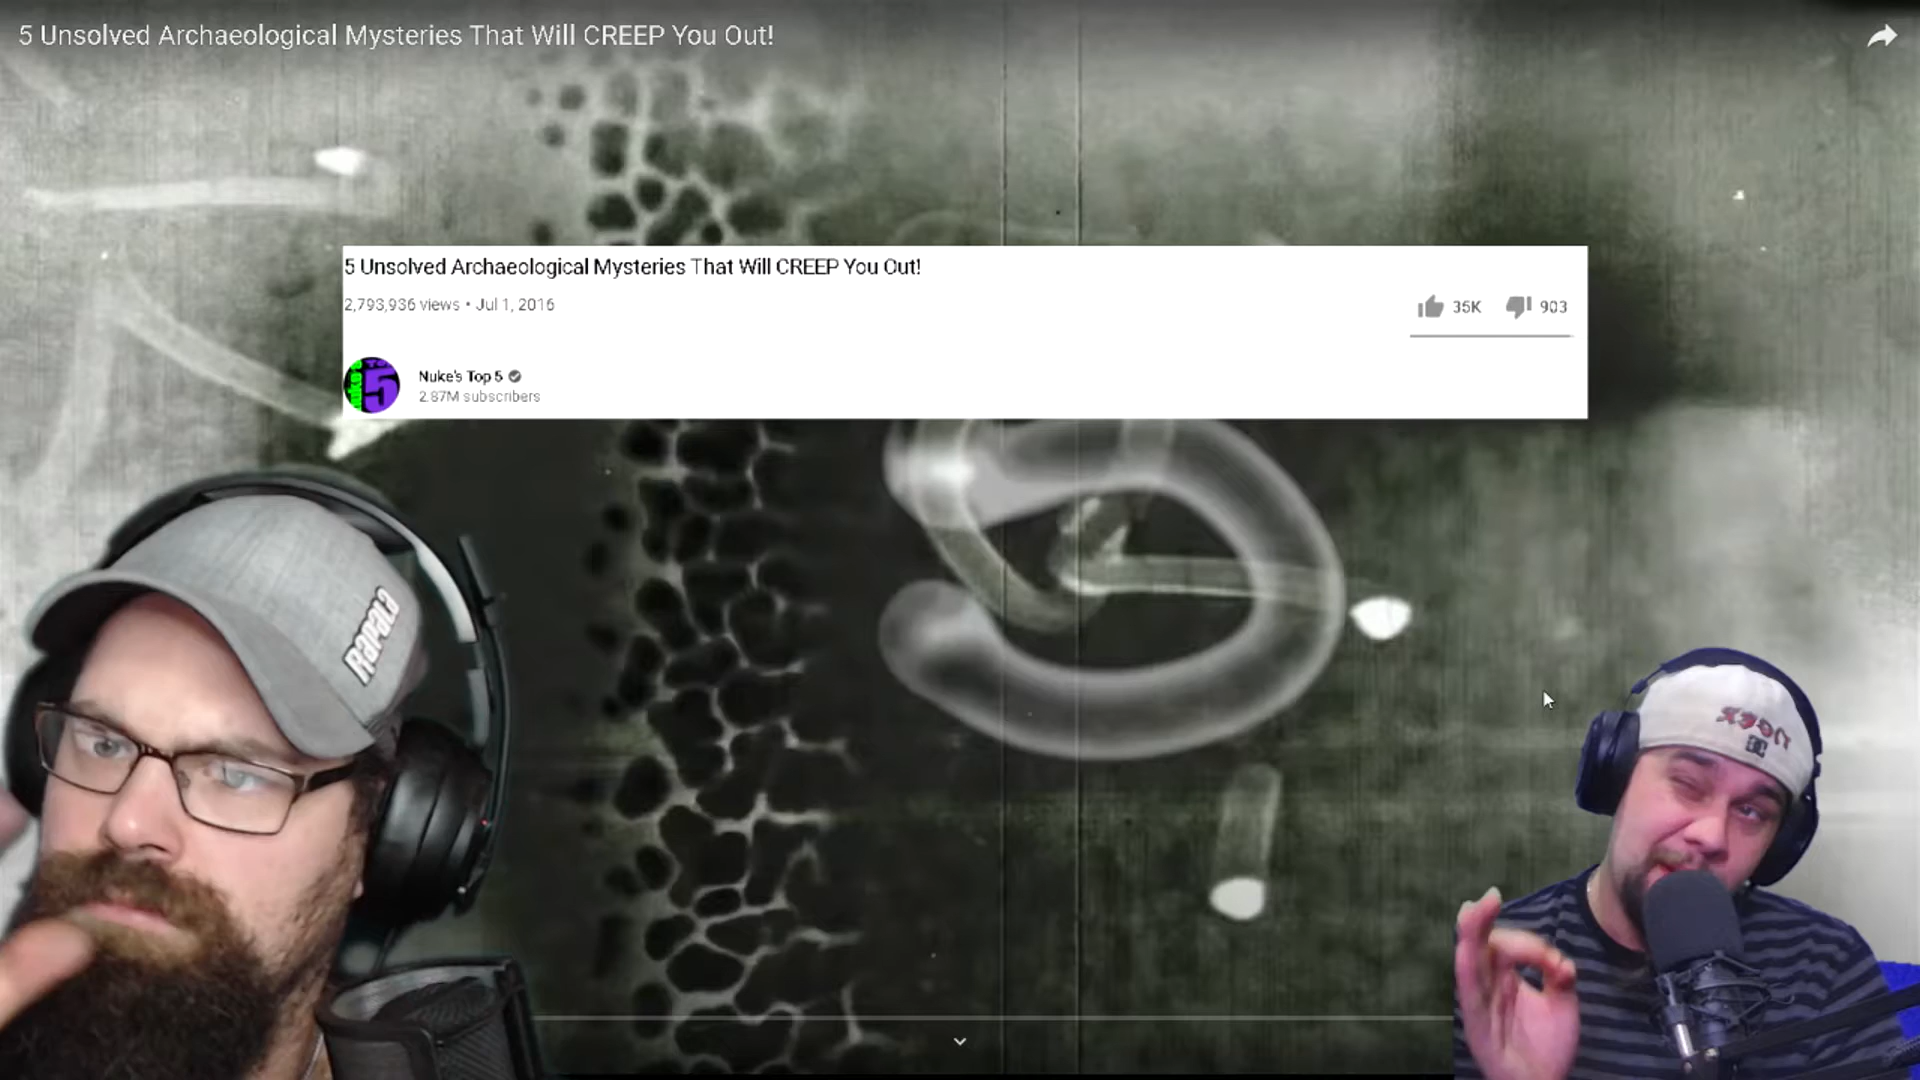 5 Unsolved Archaeological Mysteries That Will CREEP You Out!
5 Unsolved Archaeological Mysteries That Will CREEP You Out!
2,793,936 views • Jul 1, 2016
35K
903
Nuke's Top 5
2.87M subscribers
Rapala
DC